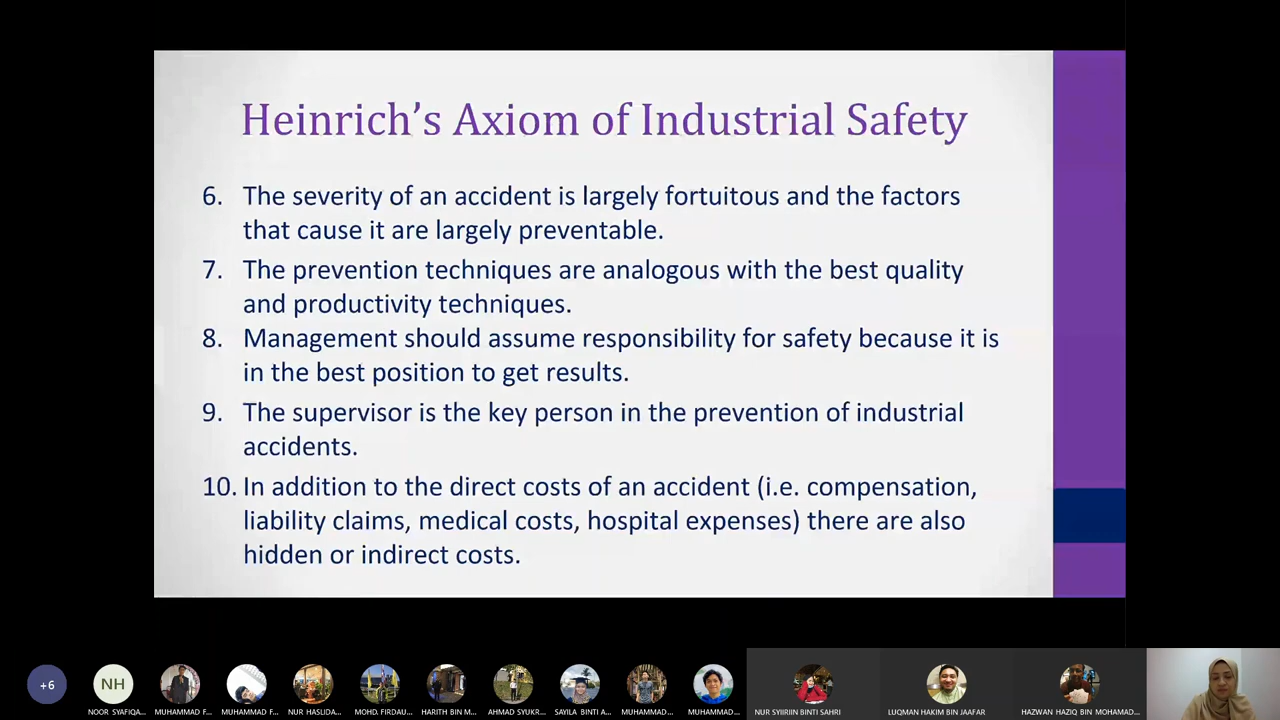 Heinrich's Axiom of Industrial Safety
6. The severity of an accident is largely fortuitous and the factors
that cause it are largely preventable.
7. The prevention techniques are analogous with the best quality
and productivity techniques.
8. Management should assume responsibility for safety because it is
in the best position to get results.
9. The supervisor is the key person in the prevention of industrial
accidents.
10. In addition to the direct costs of an accident (i.e. compensation,
liability claims, medical costs, hospital expenses) there are also
hidden or indirect costs.
+6
NH
NOOR SYAFIQA...
MUHAMMAD F...
MUHAMMAD F...
NUR HASLIDA...
MOHD. FIRDAU...
HARITH BIN M...
AHMAD SYUKR...
SAYILA BINTI A...
MUHAMMAD...
MUHAMMAD...
NUR SYIIRIIN BINTI SAHRI
LUQMAN HAKIM BIN JAAFAR
HAZWAN HAZIQ BIN MOHAMAD...